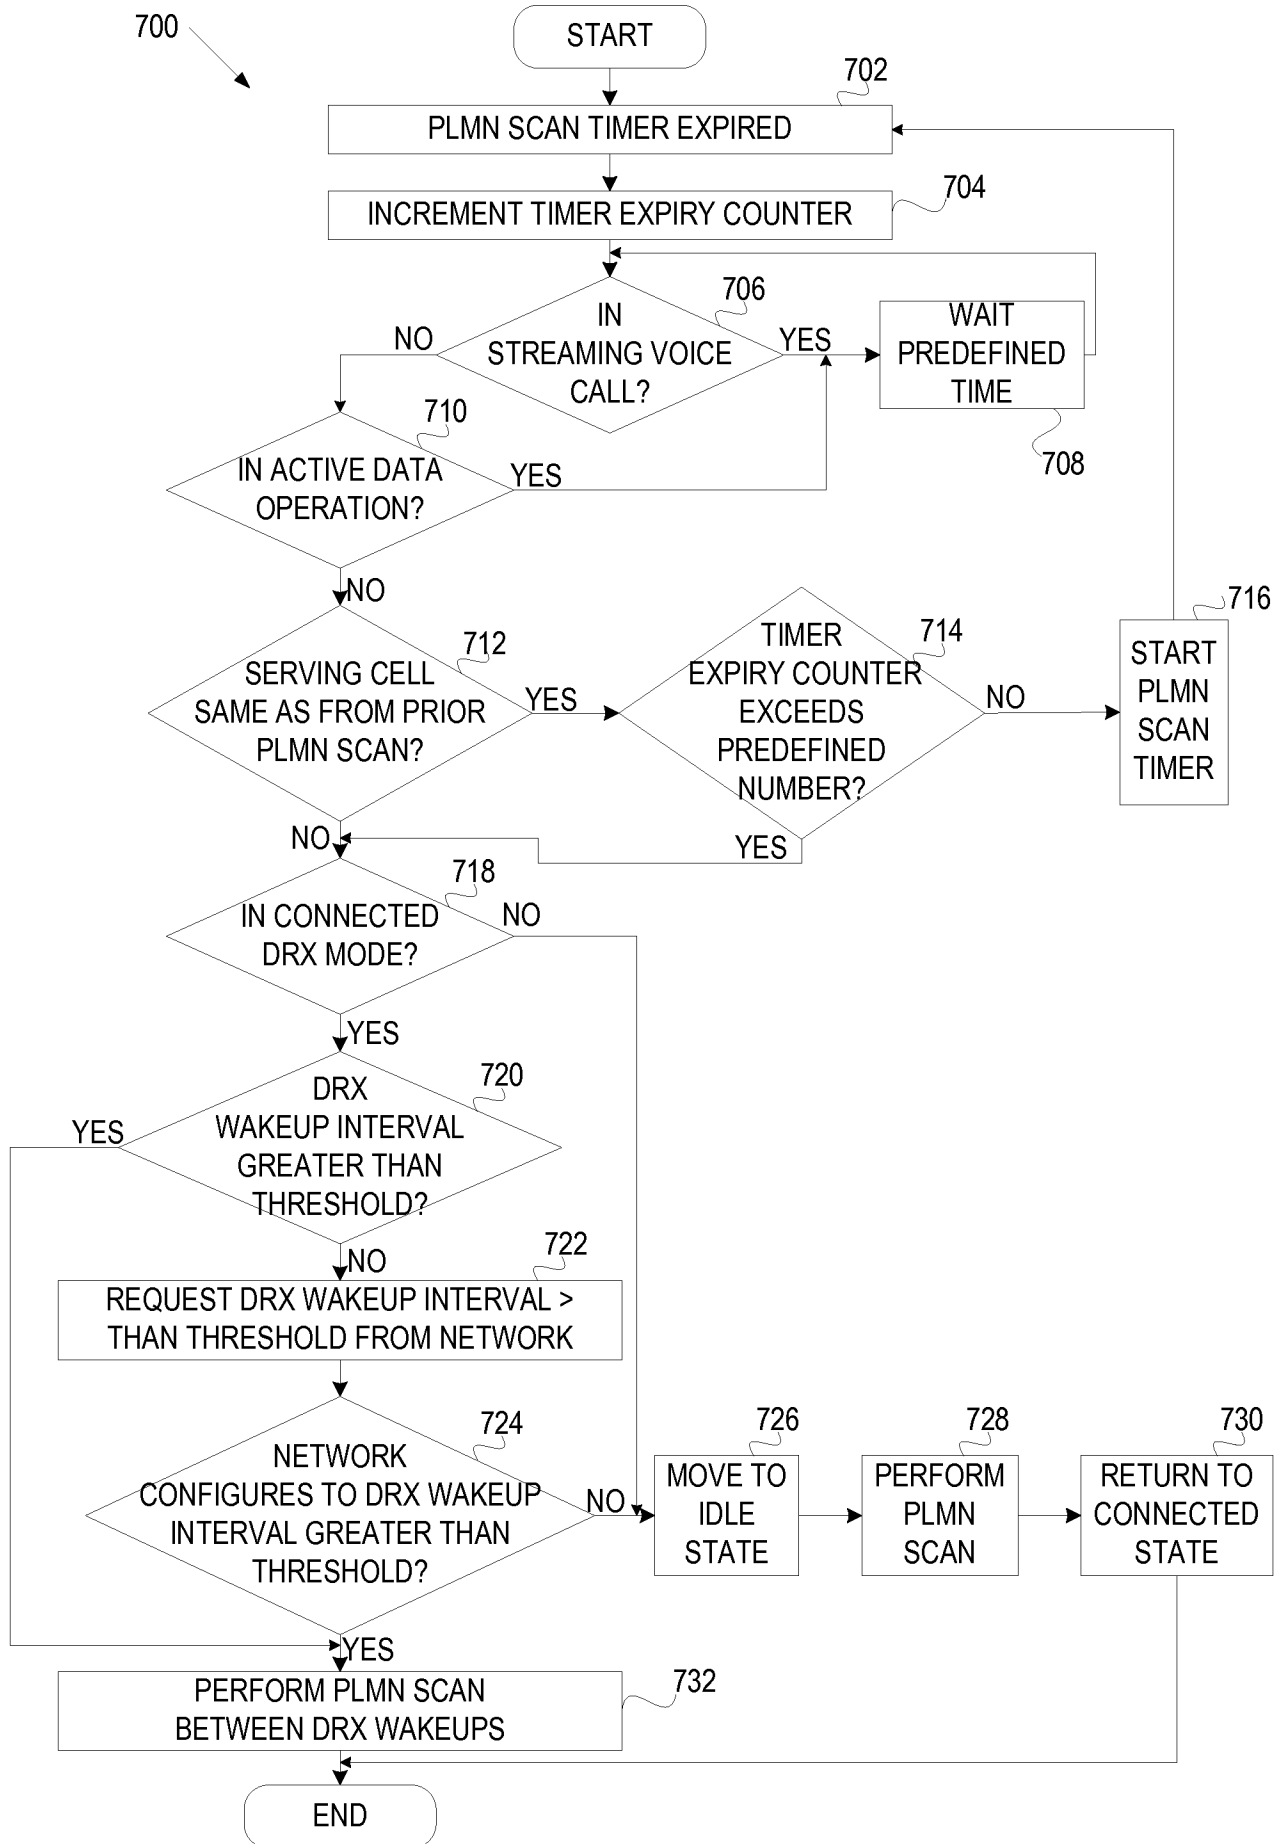 700
START
702
PLMN SCAN TIMER EXPIRED
704
INCREMENT TIMER EXPIRY COUNTER
706
IN
STREAMING VOICE
CALL?
NO
YES
WAIT
PREDEFINED
TIME
708
710
IN ACTIVE DATA
OPERATION?
YES
NO
712
SERVING CELL
SAME AS FROM PRIOR
PLMN SCAN?
YES
NO
714
TIMER
EXPIRY COUNTER
EXCEEDS
PREDEFINED
NUMBER?
NO
YES
716
START
PLMN
SCAN
TIMER
718
IN CONNECTED
DRX MODE?
NO
YES
720
DRX
WAKEUP INTERVAL
GREATER THAN
THRESHOLD?
YES
NO
722
REQUEST DRX WAKEUP INTERVAL >
THAN THRESHOLD FROM NETWORK
724
NETWORK
CONFIGURES TO DRX WAKEUP
INTERVAL GREATER THAN
THRESHOLD?
NO
YES
726
MOVE TO
IDLE
STATE
728
PERFORM
PLMN
SCAN
730
RETURN TO
CONNECTED
STATE
732
PERFORM PLMN SCAN
BETWEEN DRX WAKEUPS
END